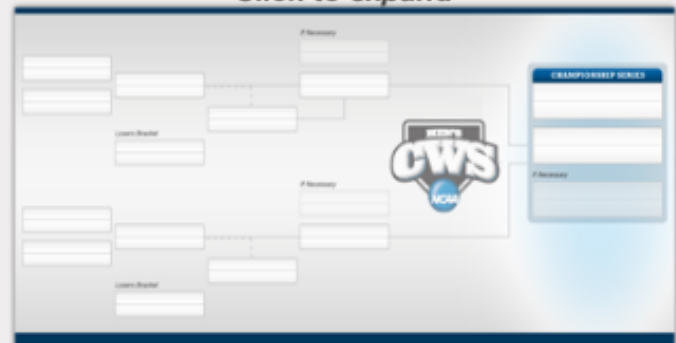 Click to expand
If Necessary
CHAMPIONSHIP SERIES
MEN'S
CWS
NCAA
Losers Bracket
If Necessary
If Necessary
Losers Bracket